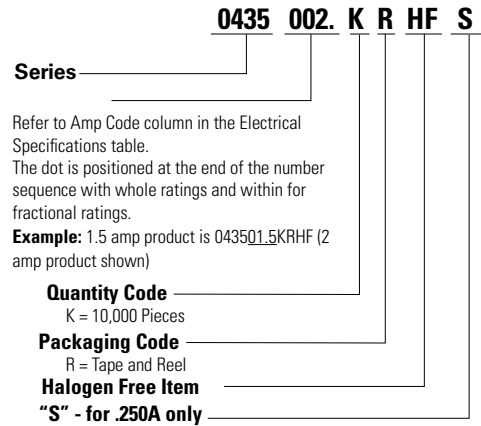 0435 002. K R HF S
Series
Refer to Amp Code column in the Electrical
Specifications table.
The dot is positioned at the end of the number
sequence with whole ratings and within for
fractional ratings.
Example: 1.5 amp product is 043501.5KRHF (2
amp product shown)
Quantity Code
K = 10,000 Pieces
Packaging Code
R = Tape and Reel
Halogen Free Item
“S” - for .250A only